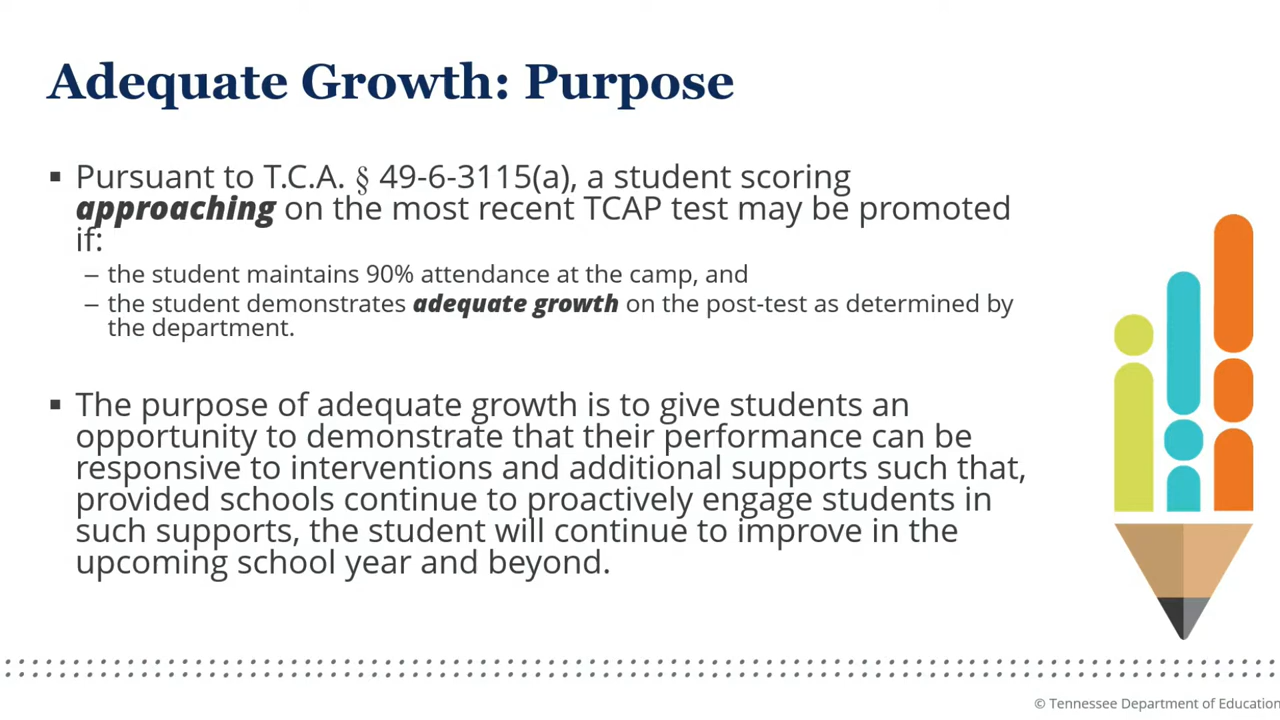 Adequate Growth: Purpose
▪ Pursuant to T.C.A. § 49-6-3115(a), a student scoring
approaching on the most recent TCAP test may be promoted
if:
– the student maintains 90% attendance at the camp, and
– the student demonstrates adequate growth on the post-test as determined by
the department.
▪ The purpose of adequate growth is to give students an
opportunity to demonstrate that their performance can be
responsive to interventions and additional supports such that,
provided schools continue to proactively engage students in
such supports, the student will continue to improve in the
upcoming school year and beyond.
© Tennessee Department of Education